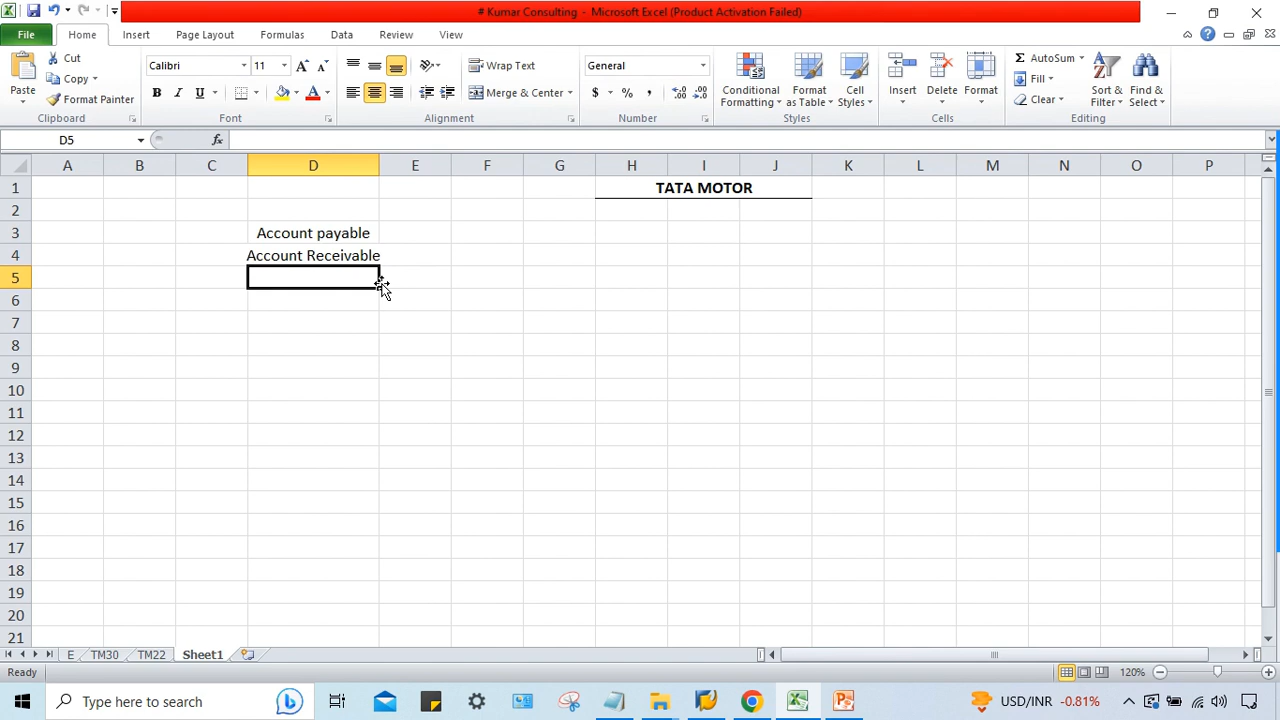 # Kumar Consulting - Microsoft Excel (Product Activation Failed)
File Home Insert Page Layout Formulas Data Review View
Paste
Cut
Copy
Format Painter
Clipboard
Calibri 11
B I U
Font
Wrap Text
Merge & Center
Alignment
General
$ % ,
Number
Conditional Formatting
Format as Table
Cell Styles
Styles
Insert Delete Format
Cells
AutoSum
Fill
Clear
Sort & Filter
Find & Select
Editing
D5 fx
A B C D E F G H I J K L M N O P
1 TATA MOTOR
2
3 Account payable
4 Account Receivable
5
6
7
8
9
10
11
12
13
14
15
16
17
18
19
20
21
E TM30 TM22 Sheet1
Ready 120%
Type here to search USD/INR -0.81%